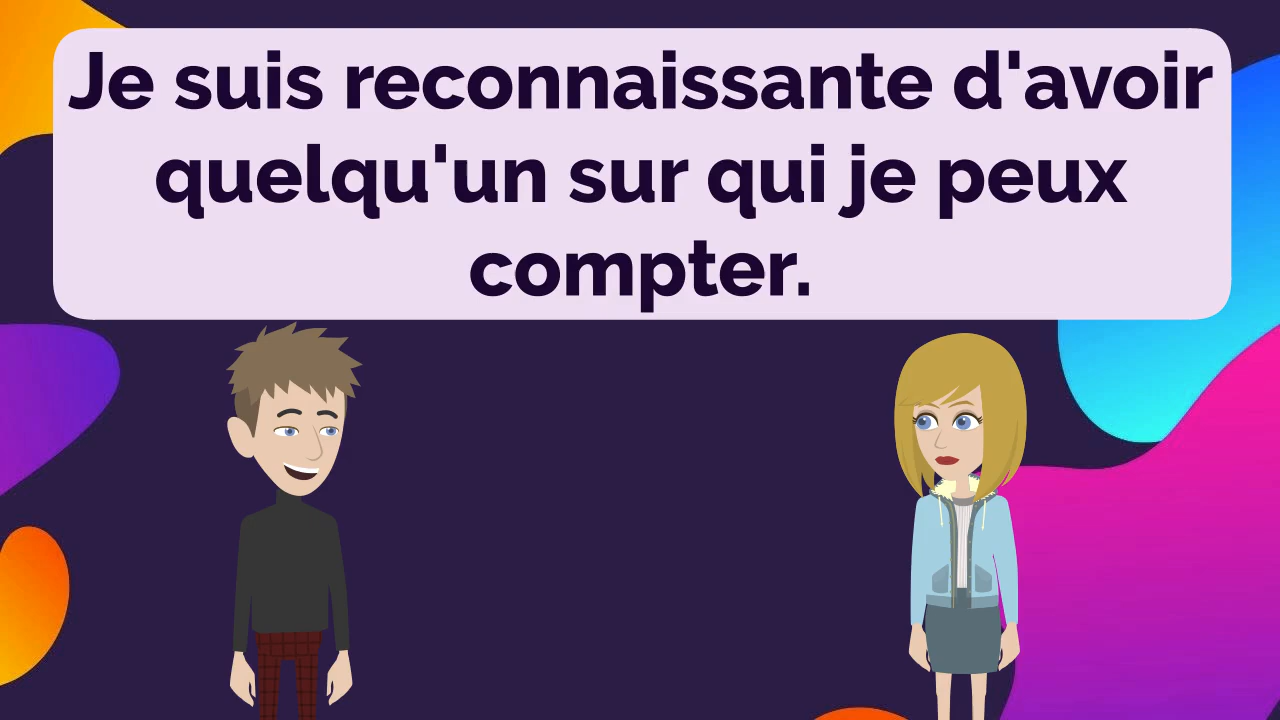 Je suis reconnaissante d'avoir
quelqu'un sur qui je peux
compter.